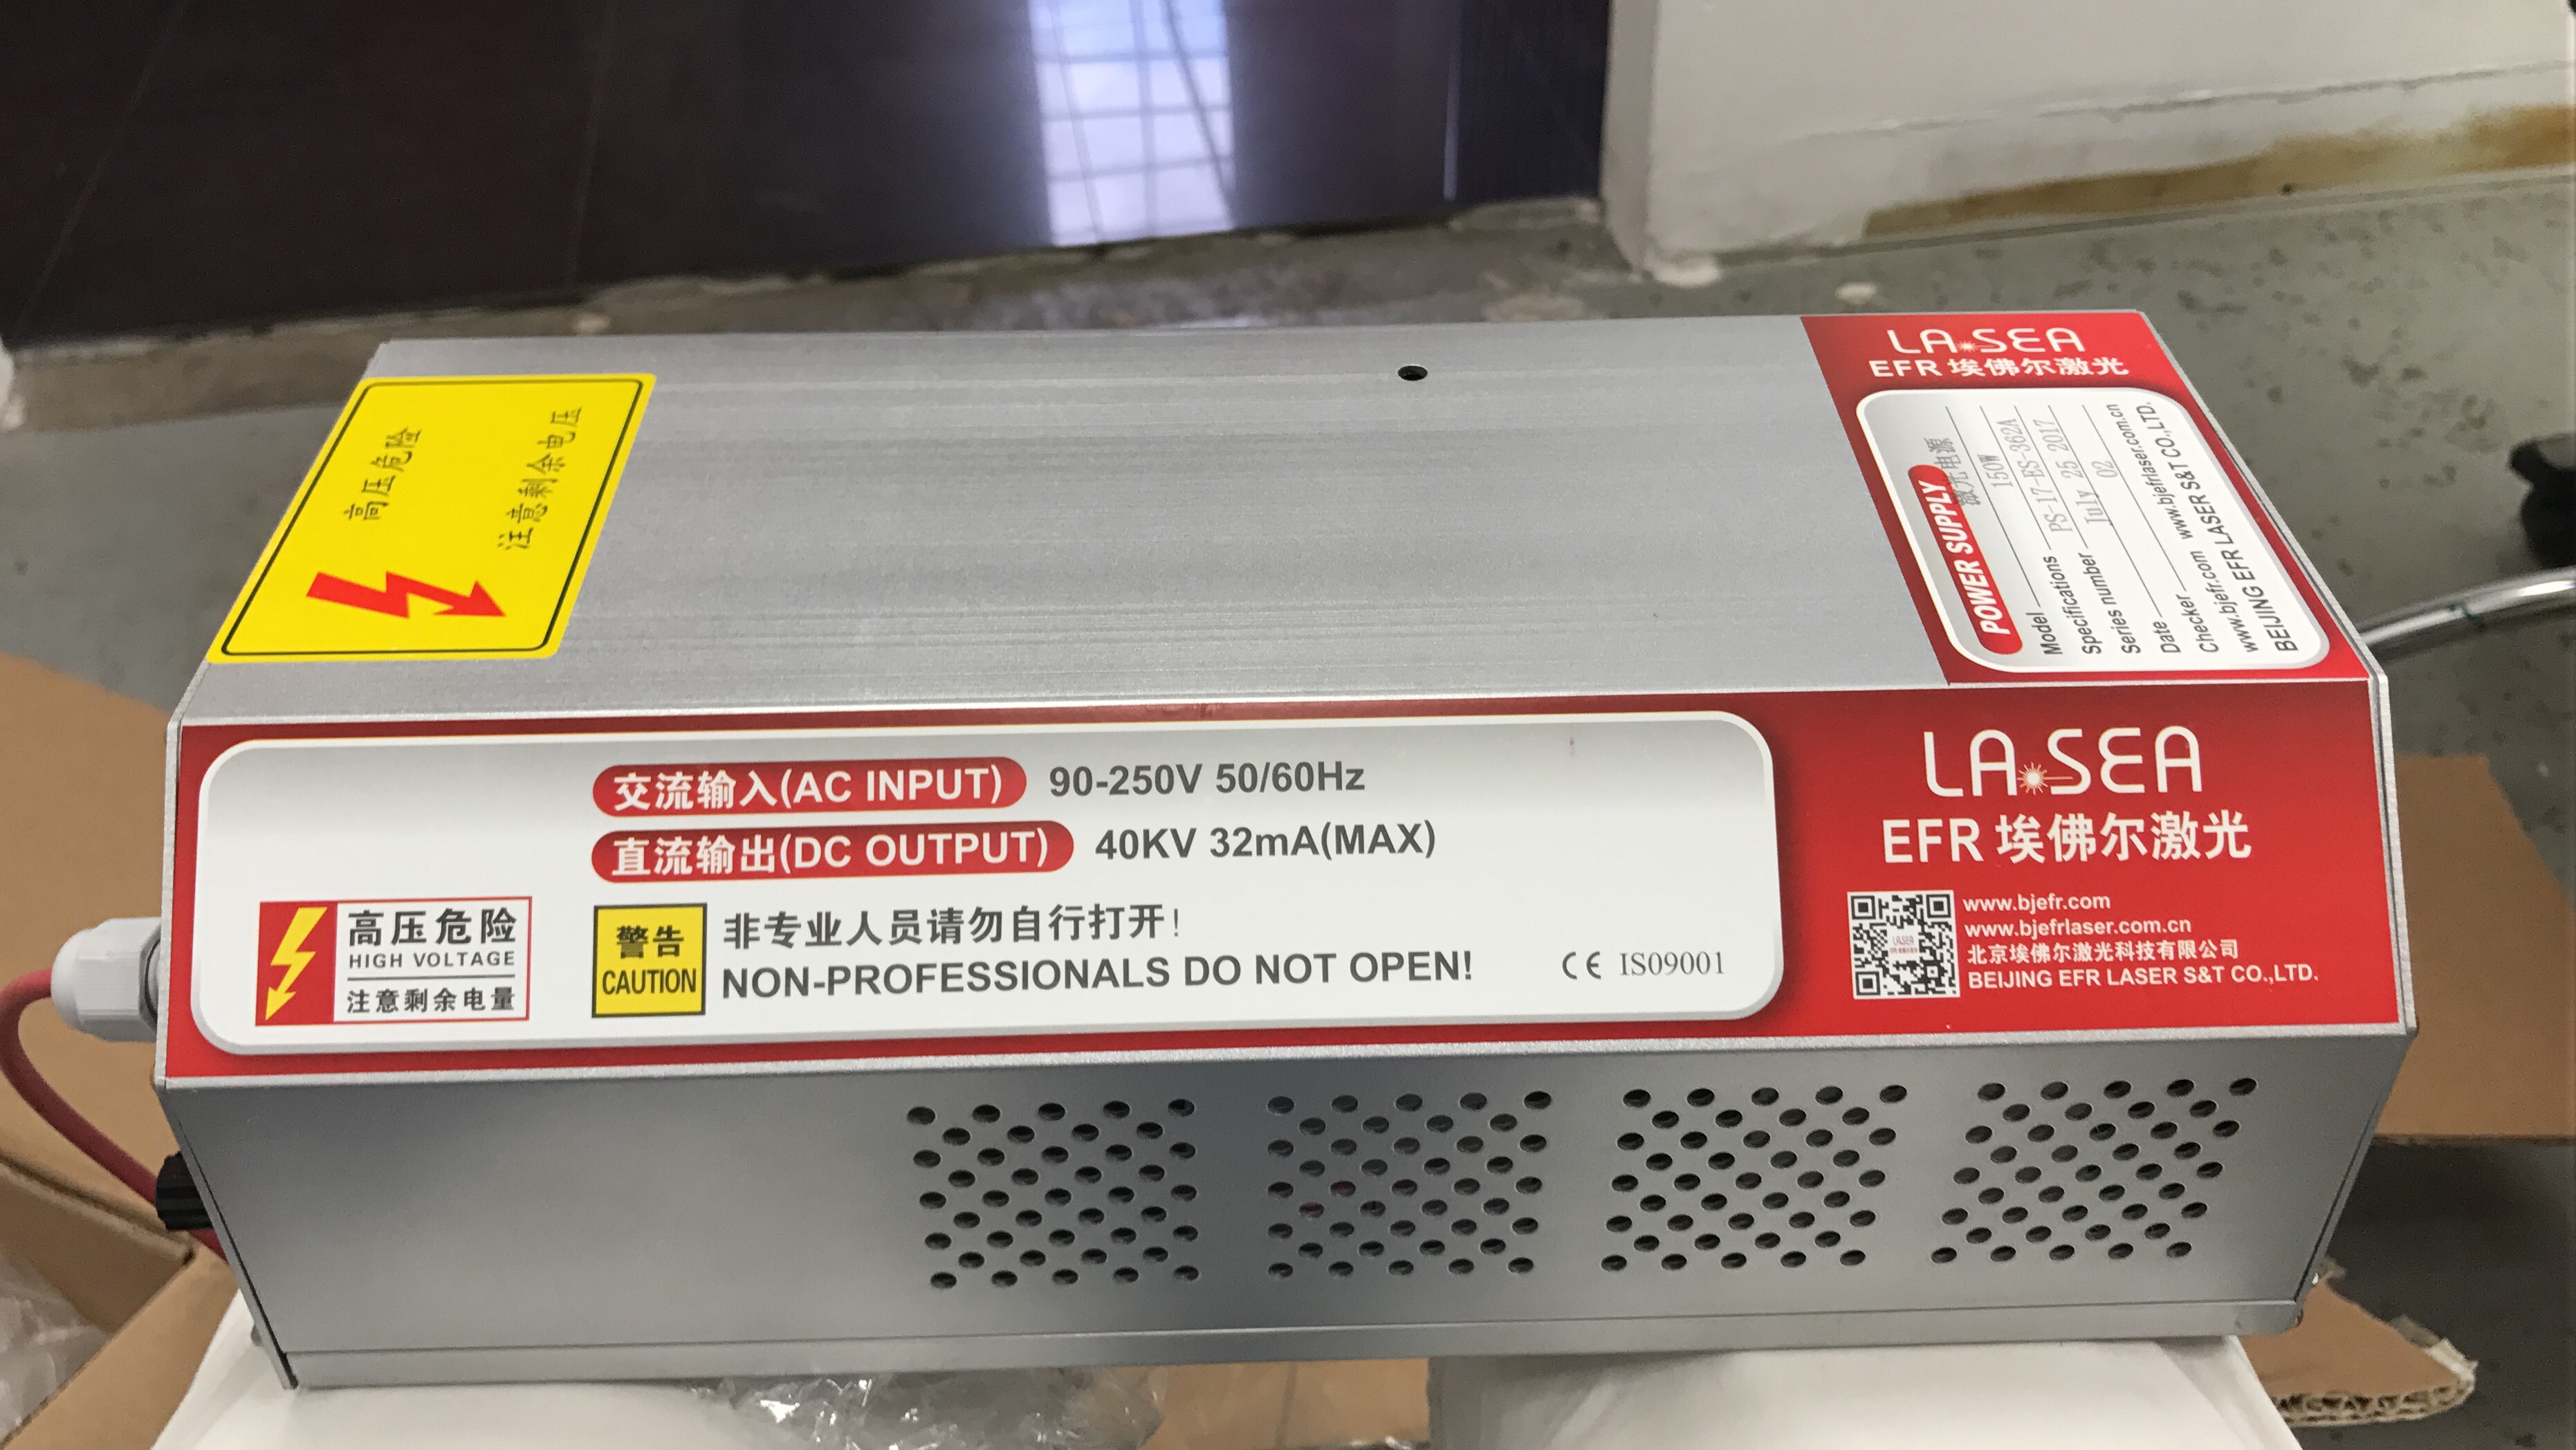 高压危险
注意剩余电压
LA SEA
EFR 埃佛尔激光
POWER SUPPLY
Model 激光电源
Specifications 150W
Series number PS-17-ES-362A
Date July 25 2017
Checker 02
www.bjefr.com www.bjefrlaser.com.cn
BEIJING EFR LASER S&T CO.,LTD.
交流输入(AC INPUT) 90-250V 50/60Hz
直流输出(DC OUTPUT) 40KV 32mA(MAX)
高压危险
HIGH VOLTAGE
注意剩余电量
警告
CAUTION
非专业人员请勿自行打开!
NON-PROFESSIONALS DO NOT OPEN!
CE IS09001
LA SEA
EFR 埃佛尔激光
www.bjefr.com
www.bjefrlaser.com.cn
北京埃佛尔激光科技有限公司
BEIJING EFR LASER S&T CO.,LTD.